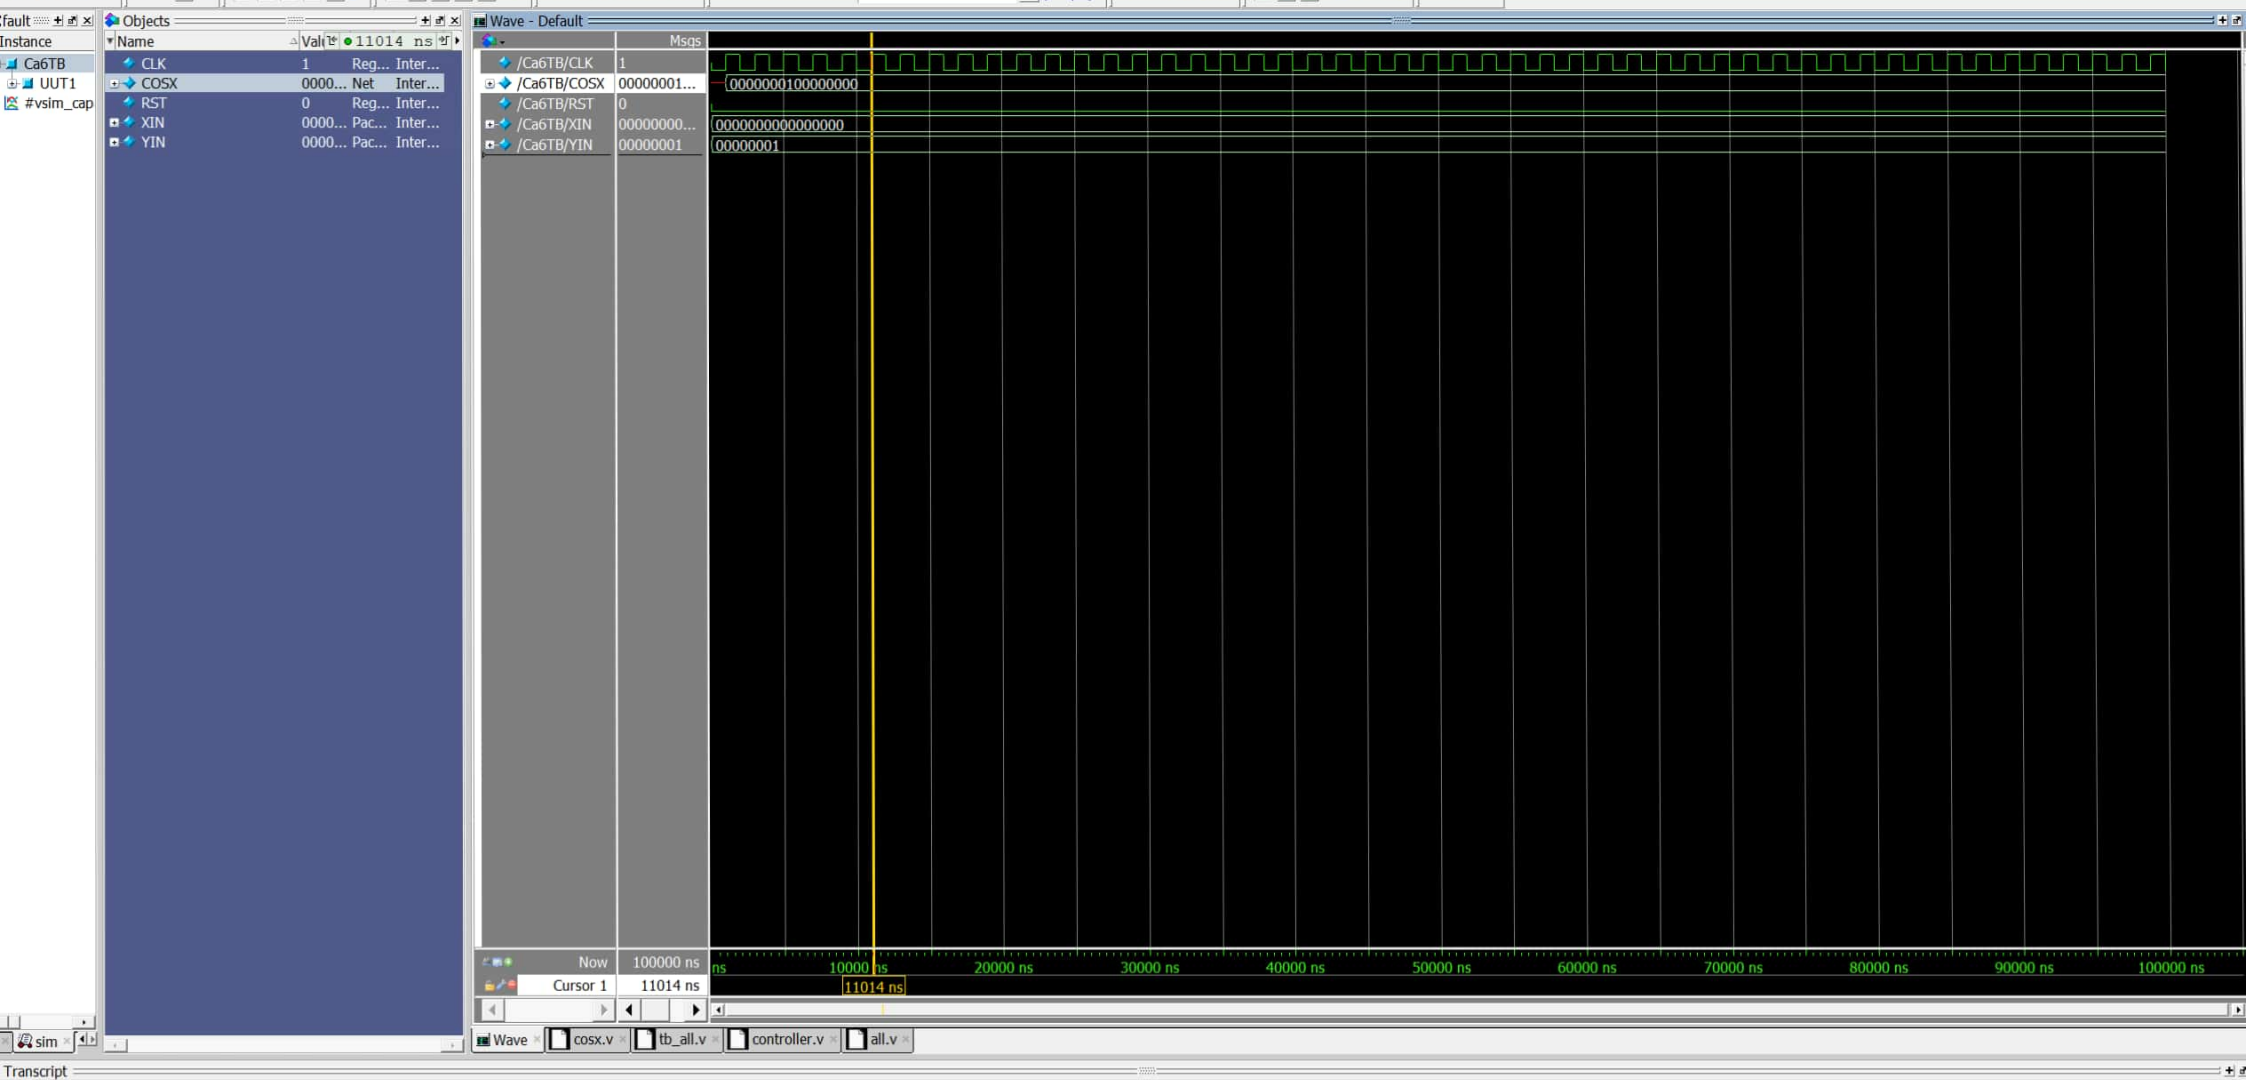 fault
Objects
Wave - Default
Instance
Name
11014 ns
Msgs
Ca6TB
CLK 1 Reg... Inter...
/Ca6TB/CLK 1
UUT1
COSX 0000... Net Inter...
/Ca6TB/COSX 00000001... 0000000100000000
#vsim_cap
RST 0 Reg... Inter...
/Ca6TB/RST 0
XIN 0000... Pac... Inter...
/Ca6TB/XIN 00000000... 0000000000000000
YIN 0000... Pac... Inter...
/Ca6TB/YIN 00000001 00000001
Now 100000 ns
ns 10000 ns 20000 ns 30000 ns 40000 ns 50000 ns 60000 ns 70000 ns 80000 ns 90000 ns 100000 ns
Cursor 1 11014 ns 11014 ns
sim
Wave cosx.v tb_all.v controller.v all.v
Transcript